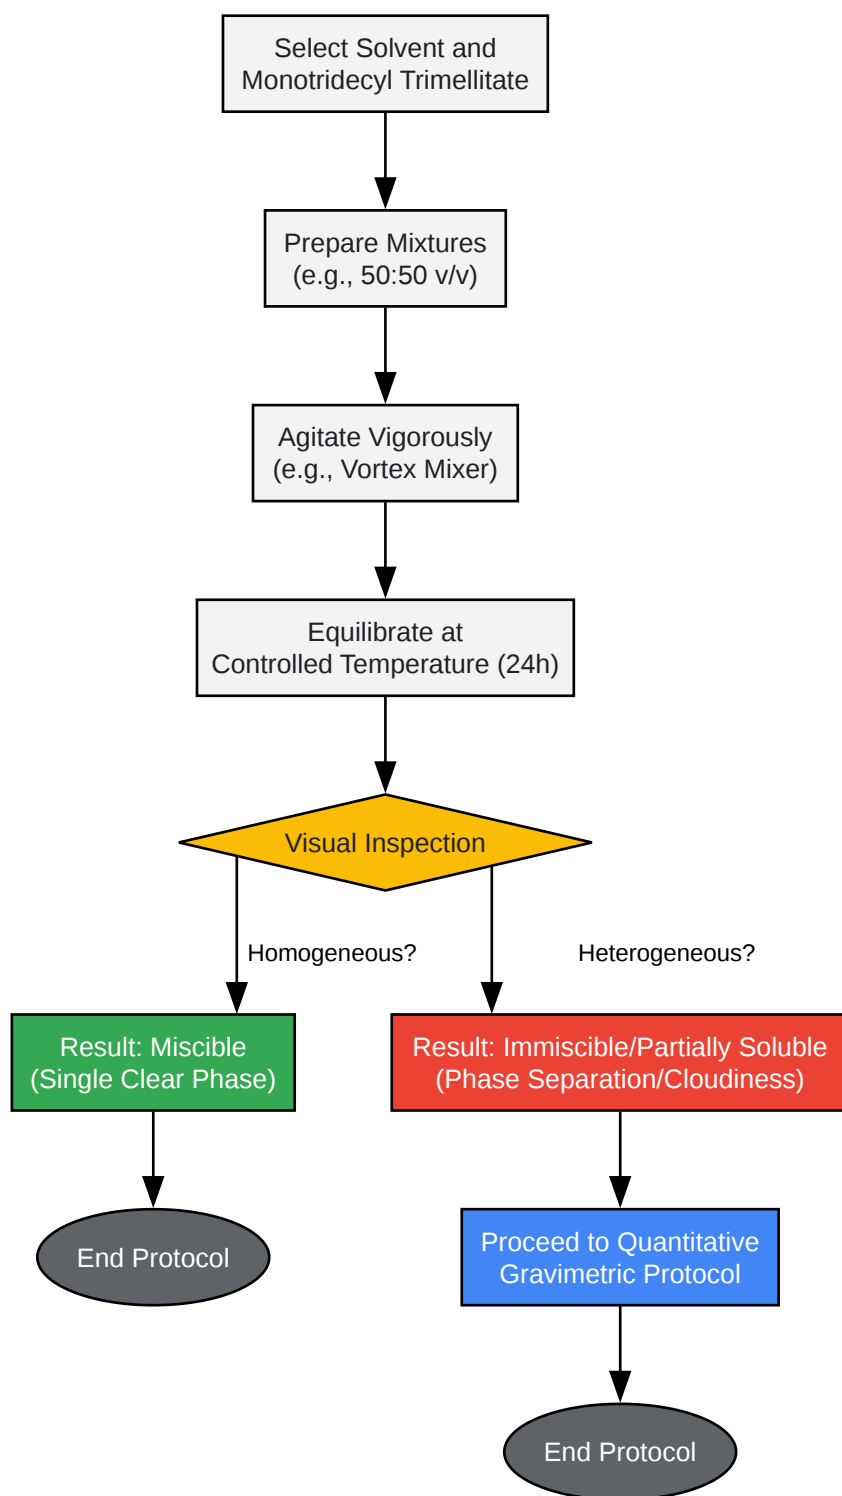 Select Solvent and
Monotridecyl Trimellitate
Prepare Mixtures
(e.g., 50:50 v/v)
Agitate Vigorously
(e.g., Vortex Mixer)
Equilibrate at
Controlled Temperature (24h)
Visual Inspection
Homogeneous?
Heterogeneous?
Result: Miscible
(Single Clear Phase)
Result: Immiscible/Partially Soluble
(Phase Separation/Cloudiness)
End Protocol
Proceed to Quantitative
Gravimetric Protocol
End Protocol